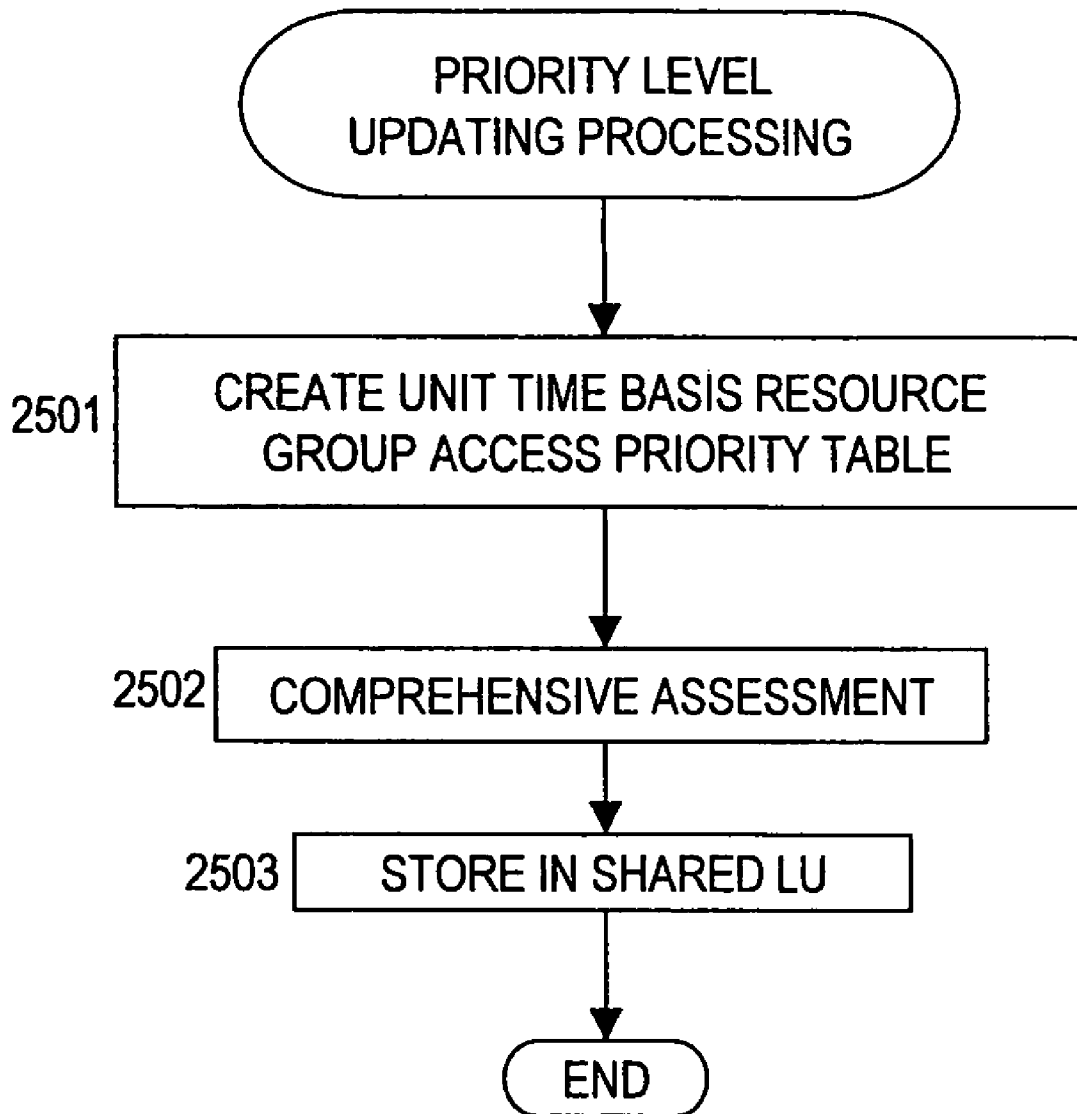 PRIORITY LEVEL
UPDATING PROCESSING
2501
CREATE UNIT TIME BASIS RESOURCE
GROUP ACCESS PRIORITY TABLE
2502
COMPREHENSIVE ASSESSMENT
2503
STORE IN SHARED LU
END